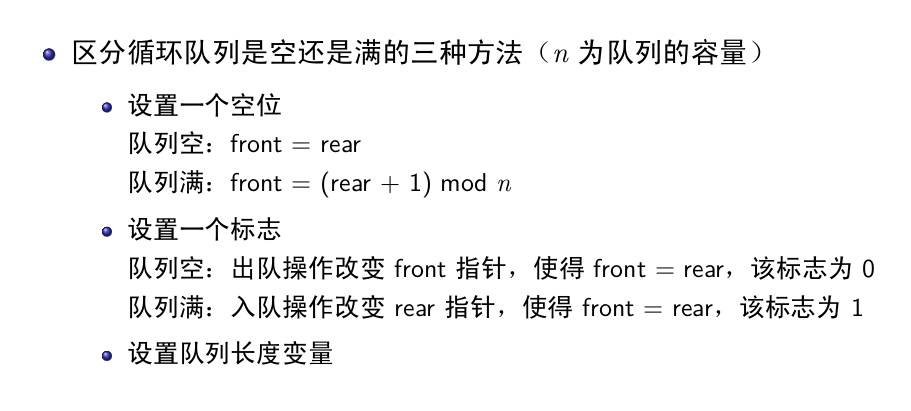 区分循环队列是空还是满的三种方法（n 为队列的容量）
设置一个空位
队列空：front = rear
队列满：front = (rear + 1) mod n
设置一个标志
队列空：出队操作改变 front 指针，使得 front = rear，该标志为 0
队列满：入队操作改变 rear 指针，使得 front = rear，该标志为 1
设置队列长度变量